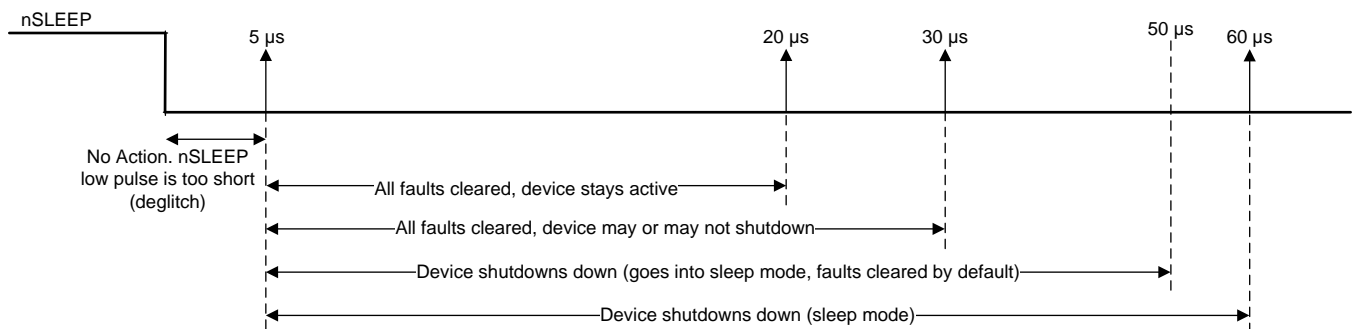 nSLEEP
5 µs
20 µs
30 µs
50 µs
60 µs
No Action. nSLEEP
low pulse is too short
(deglitch)
All faults cleared, device stays active
All faults cleared, device may or may not shutdown
Device shutdowns down (goes into sleep mode, faults cleared by default)
Device shutdowns down (sleep mode)